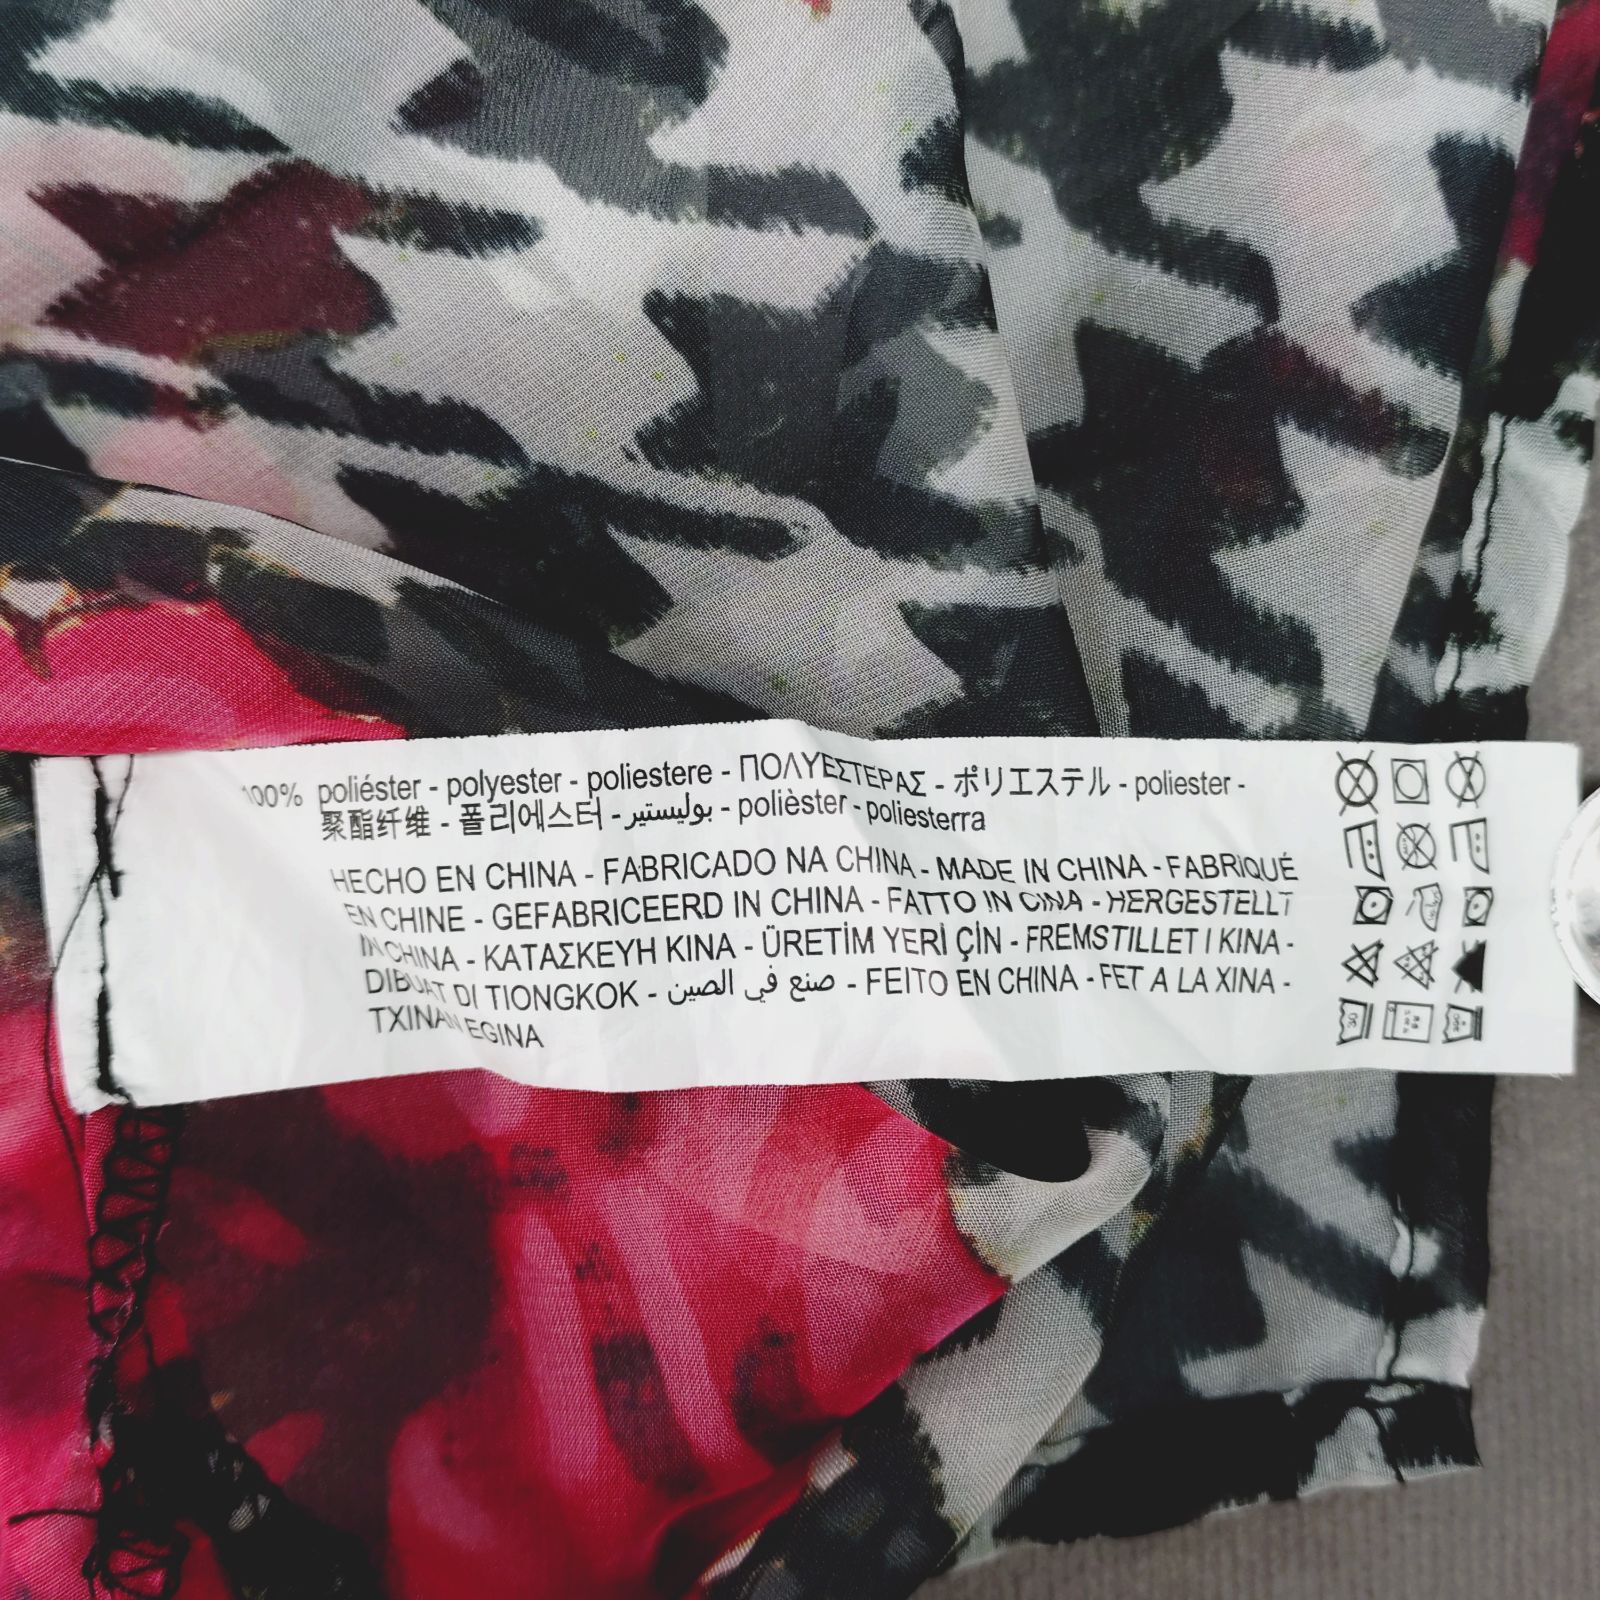 100% poliéster - polyester - poliestere - ΠΟΛΥΕΣΤΕΡΑΣ - ポリエステル - poliester -
聚酯纤维 - 폴리에스터 - بوليستير - polièster - poliesterra
HECHO EN CHINA - FABRICADO NA CHINA - MADE IN CHINA - FABRIQUÉ
EN CHINE - GEFABRICEERD IN CHINA - FATTO IN CINA - HERGESTELLT
IN CHINA - ΚΑΤΑΣΚΕΥΗ ΚΙΝΑ - ÜRETİM YERİ ÇİN - FREMSTILLET I KINA -
DIBUAT DI TIONGKOK - صنع في الصين - FEITO EN CHINA - FET A LA XINA -
TXINAN EGINA